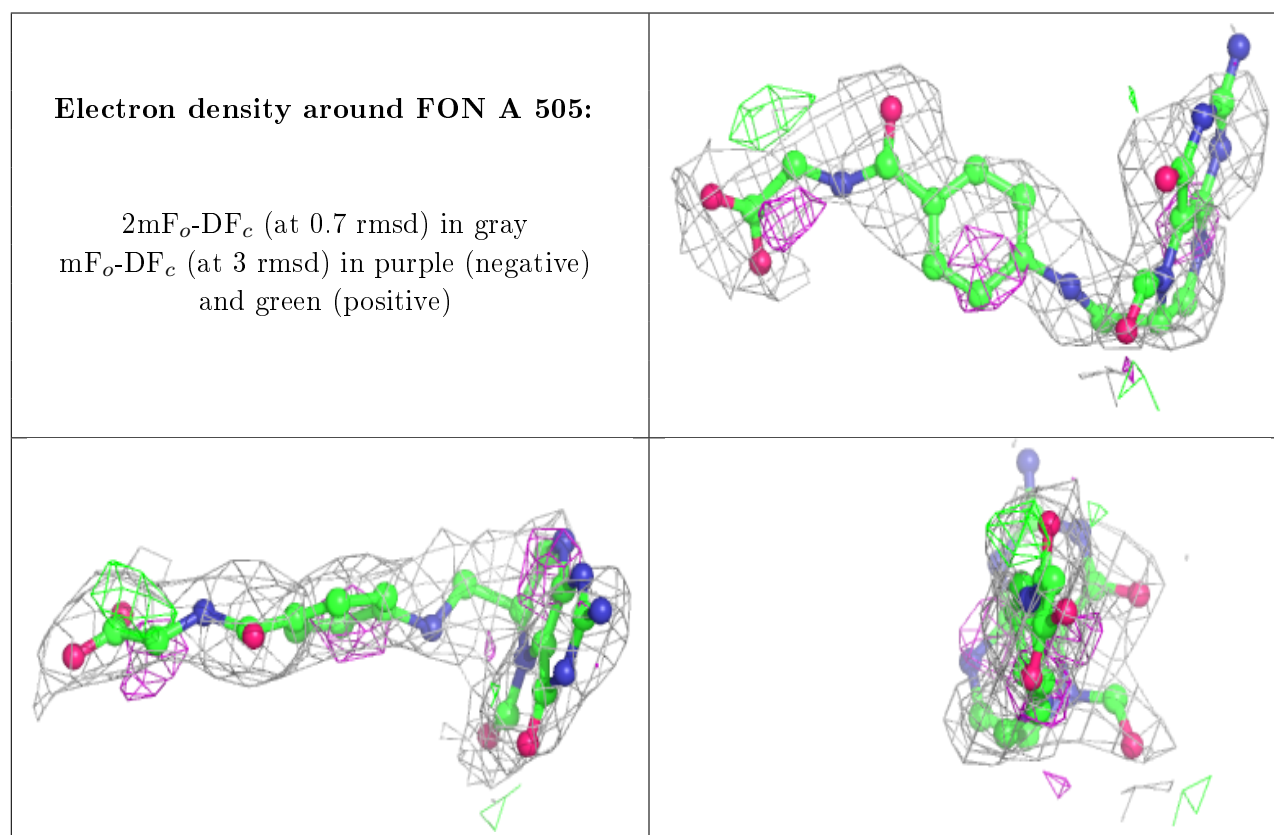 Electron density around FON A 505:
2mFₒ-DF𝒸 (at 0.7 rmsd) in gray
mFₒ-DF𝒸 (at 3 rmsd) in purple (negative)
and green (positive)